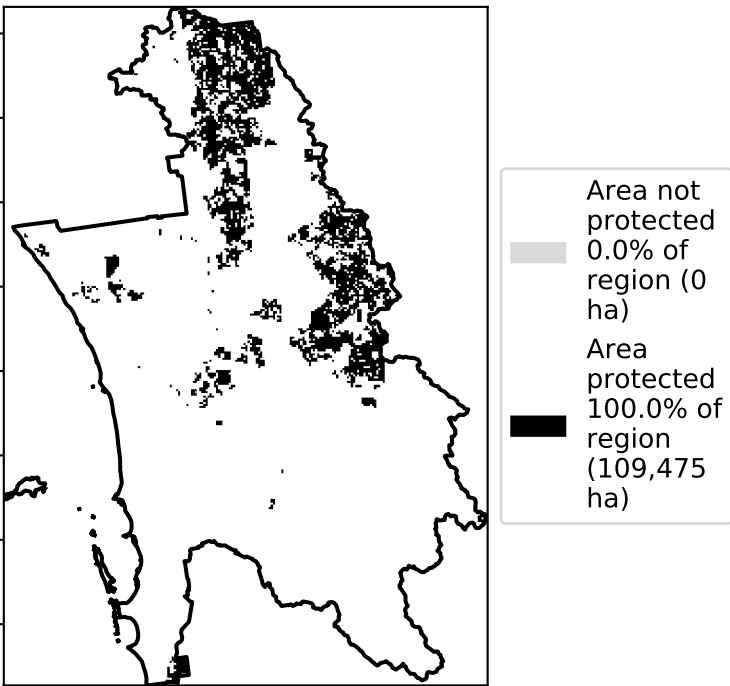 Area not
protected
0.0% of
region (0
ha)
Area
protected
100.0% of
region
(109,475
ha)